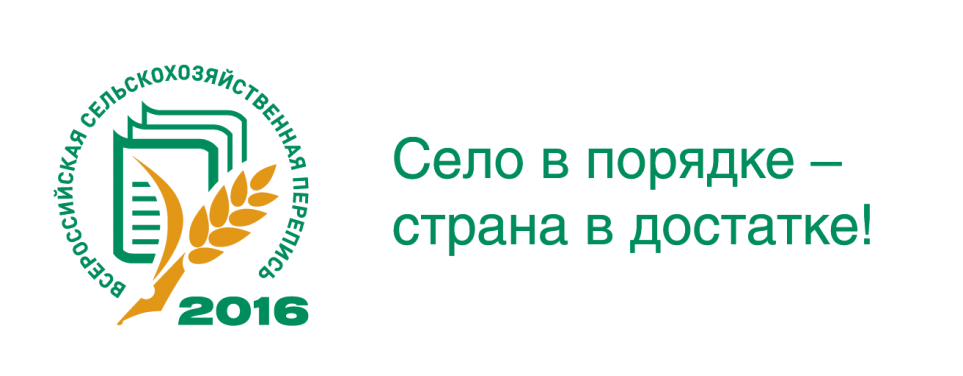 ВСЕРОССИЙСКАЯ СЕЛЬСКОХОЗЯЙСТВЕННАЯ ПЕРЕПИСЬ
2016
Село в порядке –
страна в достатке!